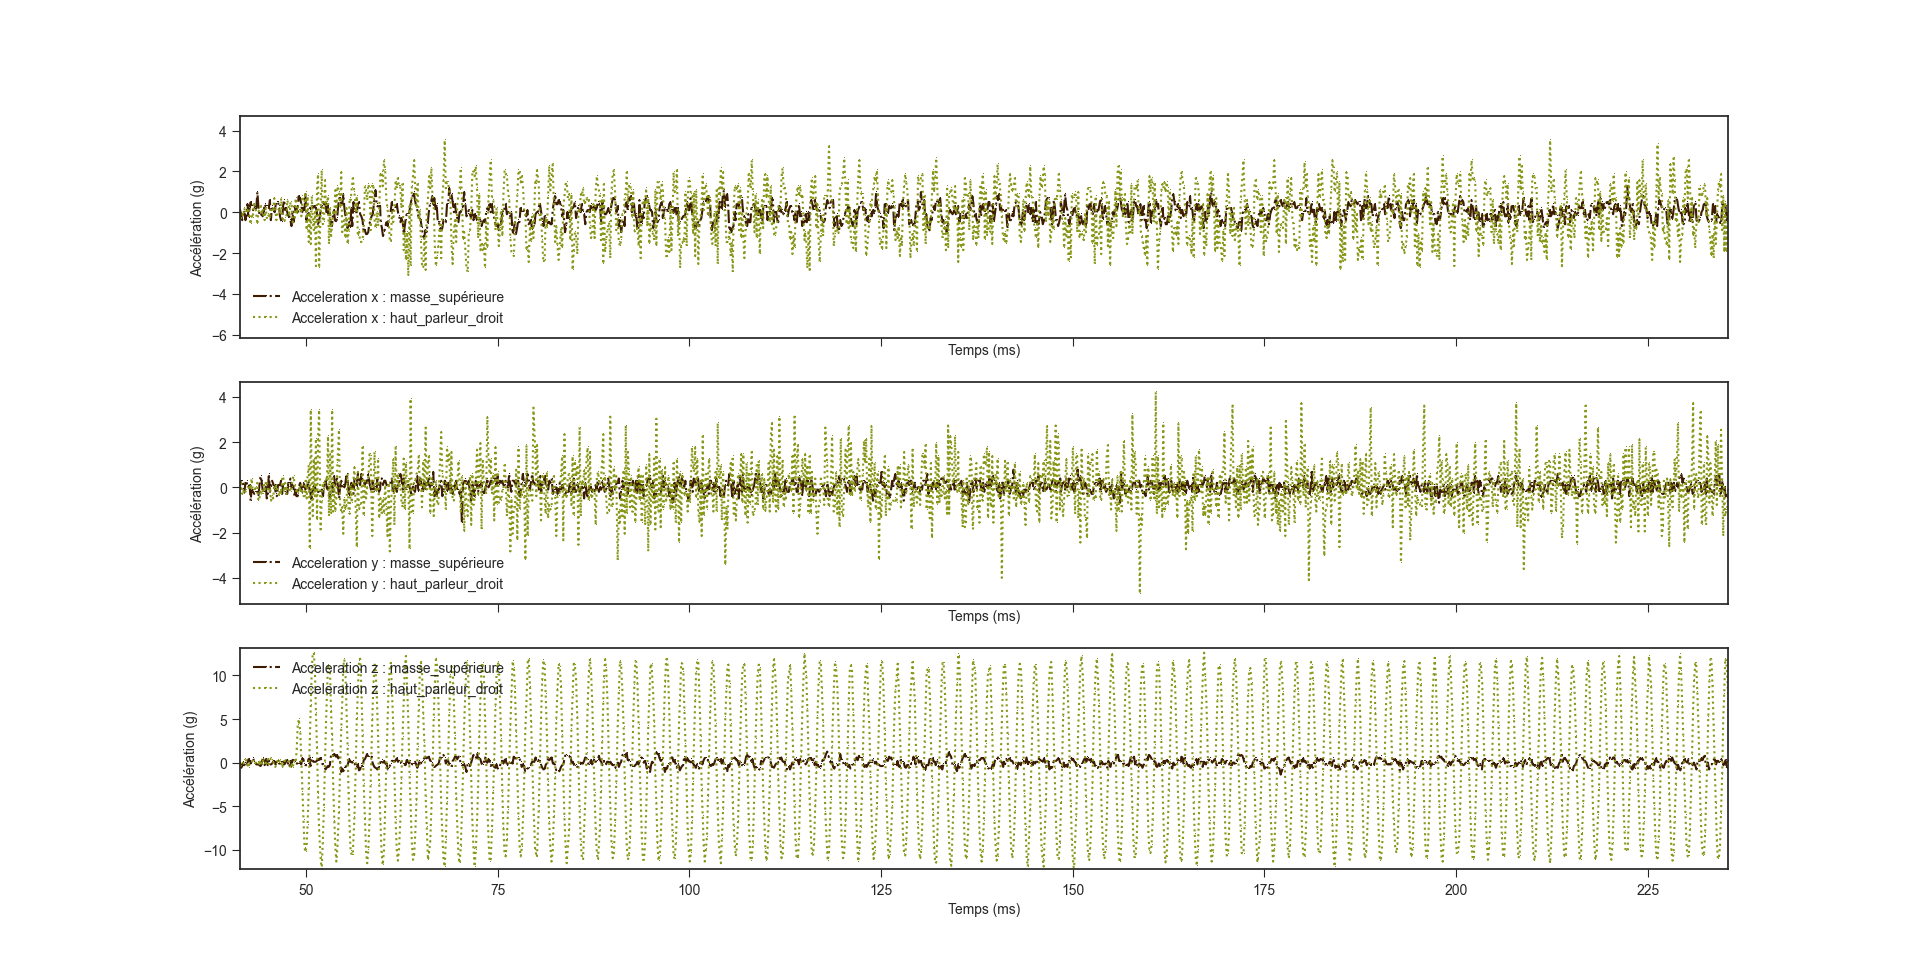 4
2
0
−2
−4
−6
Accélération (g)
Acceleration x : masse_supérieure
Acceleration x : haut_parleur_droit
Temps (ms)
4
2
0
−2
−4
Accélération (g)
Acceleration y : masse_supérieure
Acceleration y : haut_parleur_droit
Temps (ms)
10
5
0
−5
−10
Accélération (g)
Acceleration z : masse_supérieure
Acceleration z : haut_parleur_droit
50 75 100 125 150 175 200 225
Temps (ms)